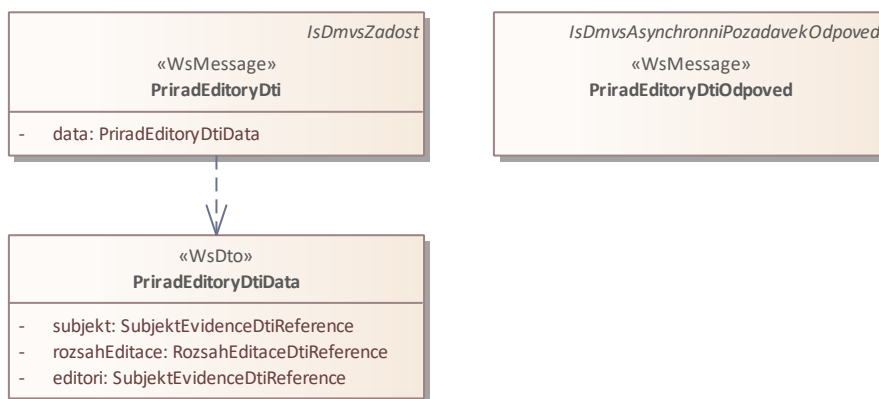 IsDmvsZadost
«WsMessage»
PriradEditoryDti
- data: PriradEditoryDtiData
IsDmvsAsynchronniPozadavekOdpoved
«WsMessage»
PriradEditoryDtiOdpoved
«WsDto»
PriradEditoryDtiData
- subjekt: SubjektEvidenceDtiReference
- rozsahEditace: RozsahEditaceDtiReference
- editori: SubjektEvidenceDtiReference